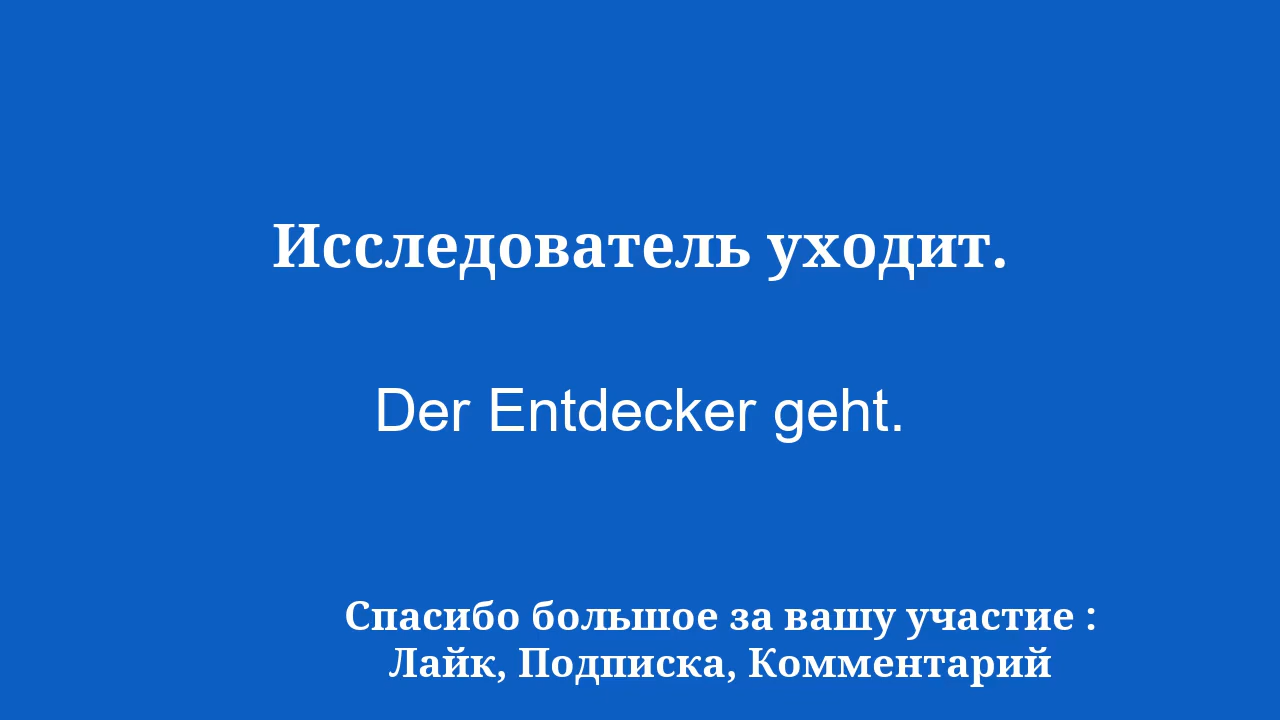 Исследователь уходит.
Der Entdecker geht.
Спасибо большое за вашу участие :
Лайк, Подписка, Комментарий